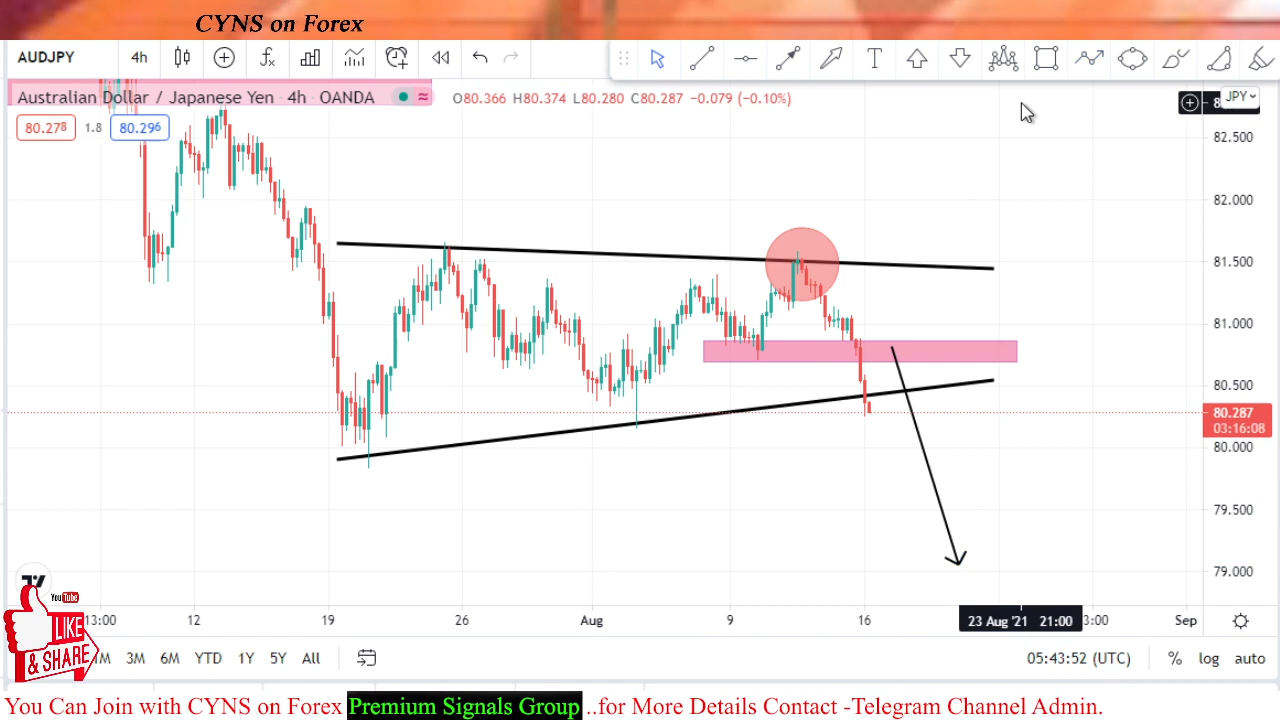 CYNS on Forex
AUDJPY 4h
Australian Dollar / Japanese Yen · 4h · OANDA
O80.366 H80.374 L80.280 C80.287 −0.079 (−0.10%)
JPY
80.278 1.8 80.296
82.500
82.000
81.500
81.000
80.500
80.287
03:16:08
80.000
79.500
79.000
13:00 12 19 26 Aug 9 16 23 Aug '21 21:00 3:00 Sep
YouTube
LIKE
& SHARE
1M 3M 6M YTD 1Y 5Y All 05:43:52 (UTC) % log auto
You Can Join with CYNS on Forex Premium Signals Group ..for More Details Contact -Telegram Channel Admin.